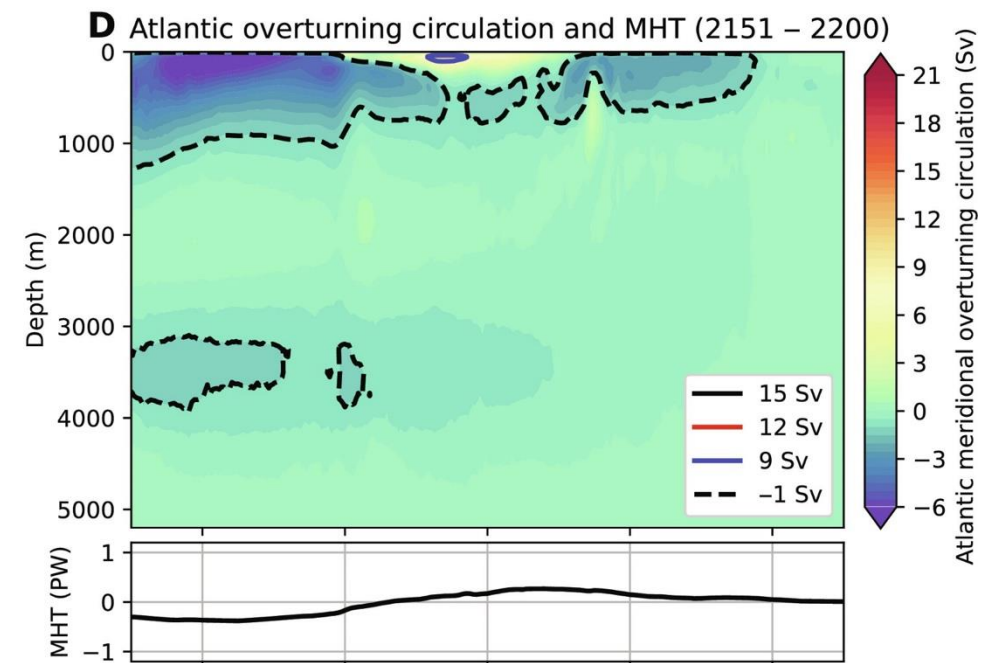 D Atlantic overturning circulation and MHT (2151 – 2200)
0
1000
2000
3000
4000
5000
Depth (m)
15 Sv
12 Sv
9 Sv
–1 Sv
21
18
15
12
9
6
3
0
−3
−6
Atlantic meridional overturning circulation (Sv)
1
0
−1
MHT (PW)